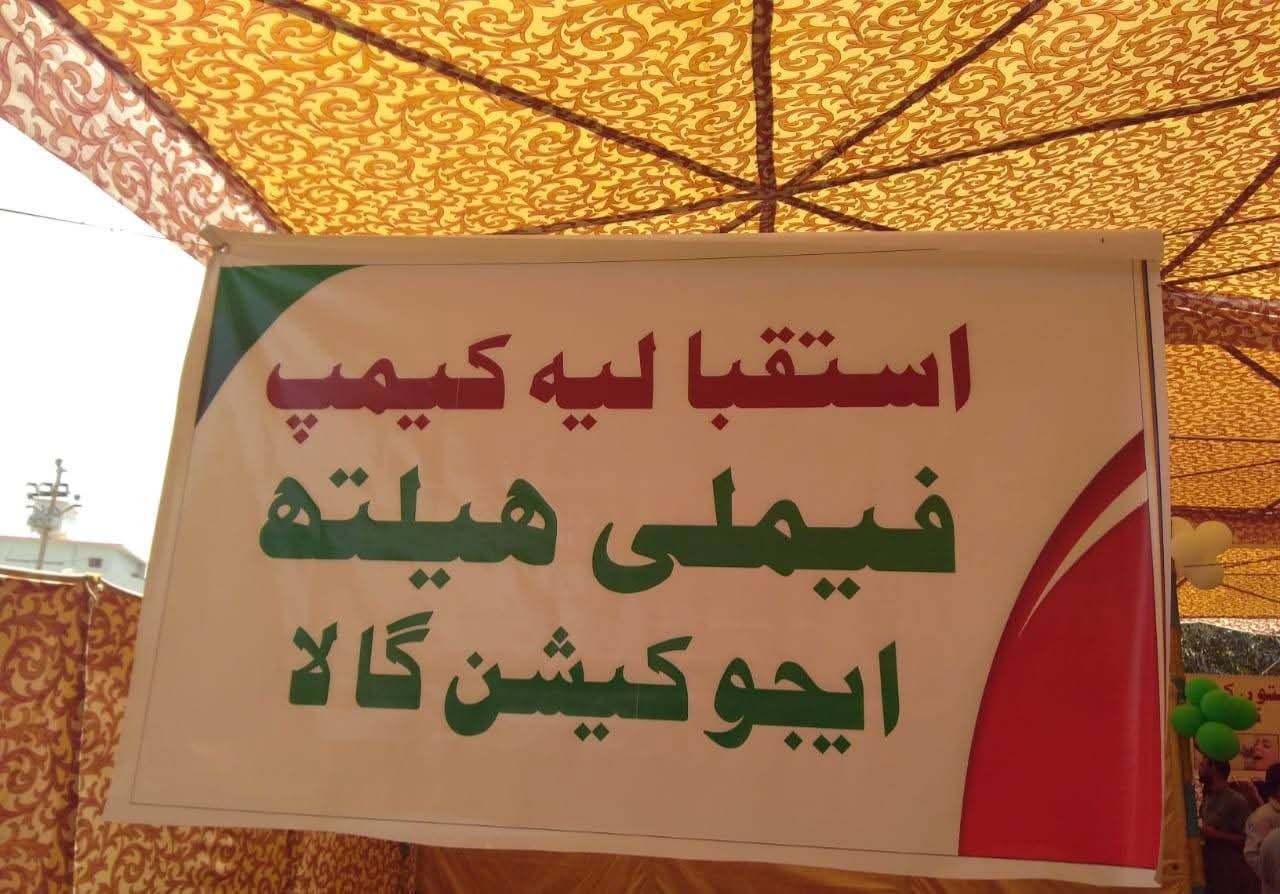 استقبالیہ کیمپ
فیملی ہیلتھ
ایجوکیشن گالا